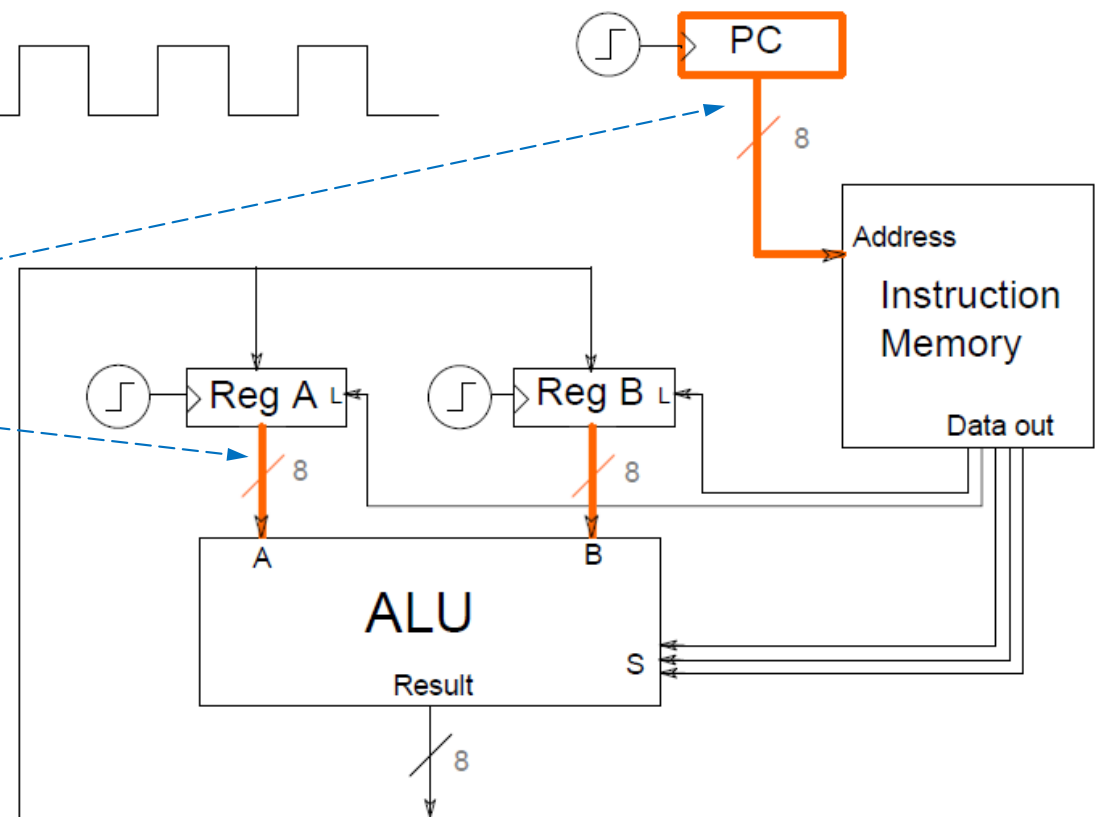 PC
8
Address
Instruction
Memory
Data out
Reg A L
Reg B L
8
8
A
B
ALU
S
Result
8